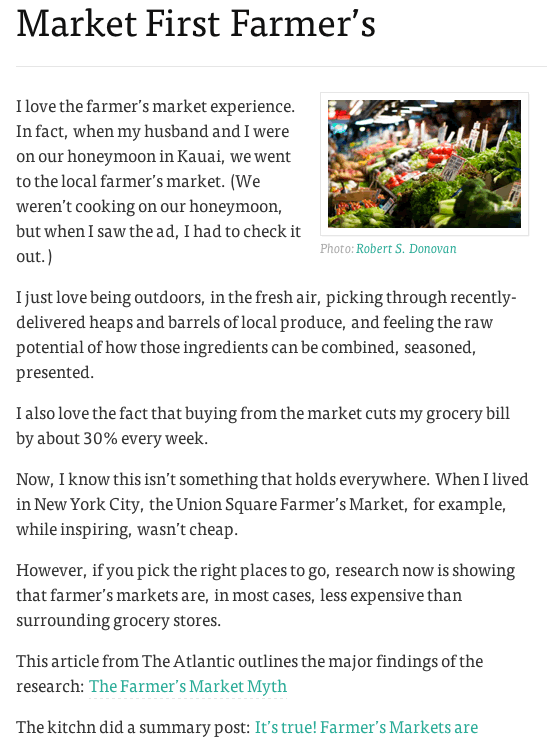 Market First Farmer’s
I love the farmer’s market experience.
In fact, when my husband and I were
on our honeymoon in Kauai, we went
to the local farmer’s market. (We
weren’t cooking on our honeymoon,
but when I saw the ad, I had to check it
out.)
Photo: Robert S. Donovan
I just love being outdoors, in the fresh air, picking through recently-
delivered heaps and barrels of local produce, and feeling the raw
potential of how those ingredients can be combined, seasoned,
presented.
I also love the fact that buying from the market cuts my grocery bill
by about 30% every week.
Now, I know this isn’t something that holds everywhere. When I lived
in New York City, the Union Square Farmer’s Market, for example,
while inspiring, wasn’t cheap.
However, if you pick the right places to go, research now is showing
that farmer’s markets are, in most cases, less expensive than
surrounding grocery stores.
This article from The Atlantic outlines the major findings of the
research: The Farmer’s Market Myth
The kitchn did a summary post: It’s true! Farmer’s Markets are